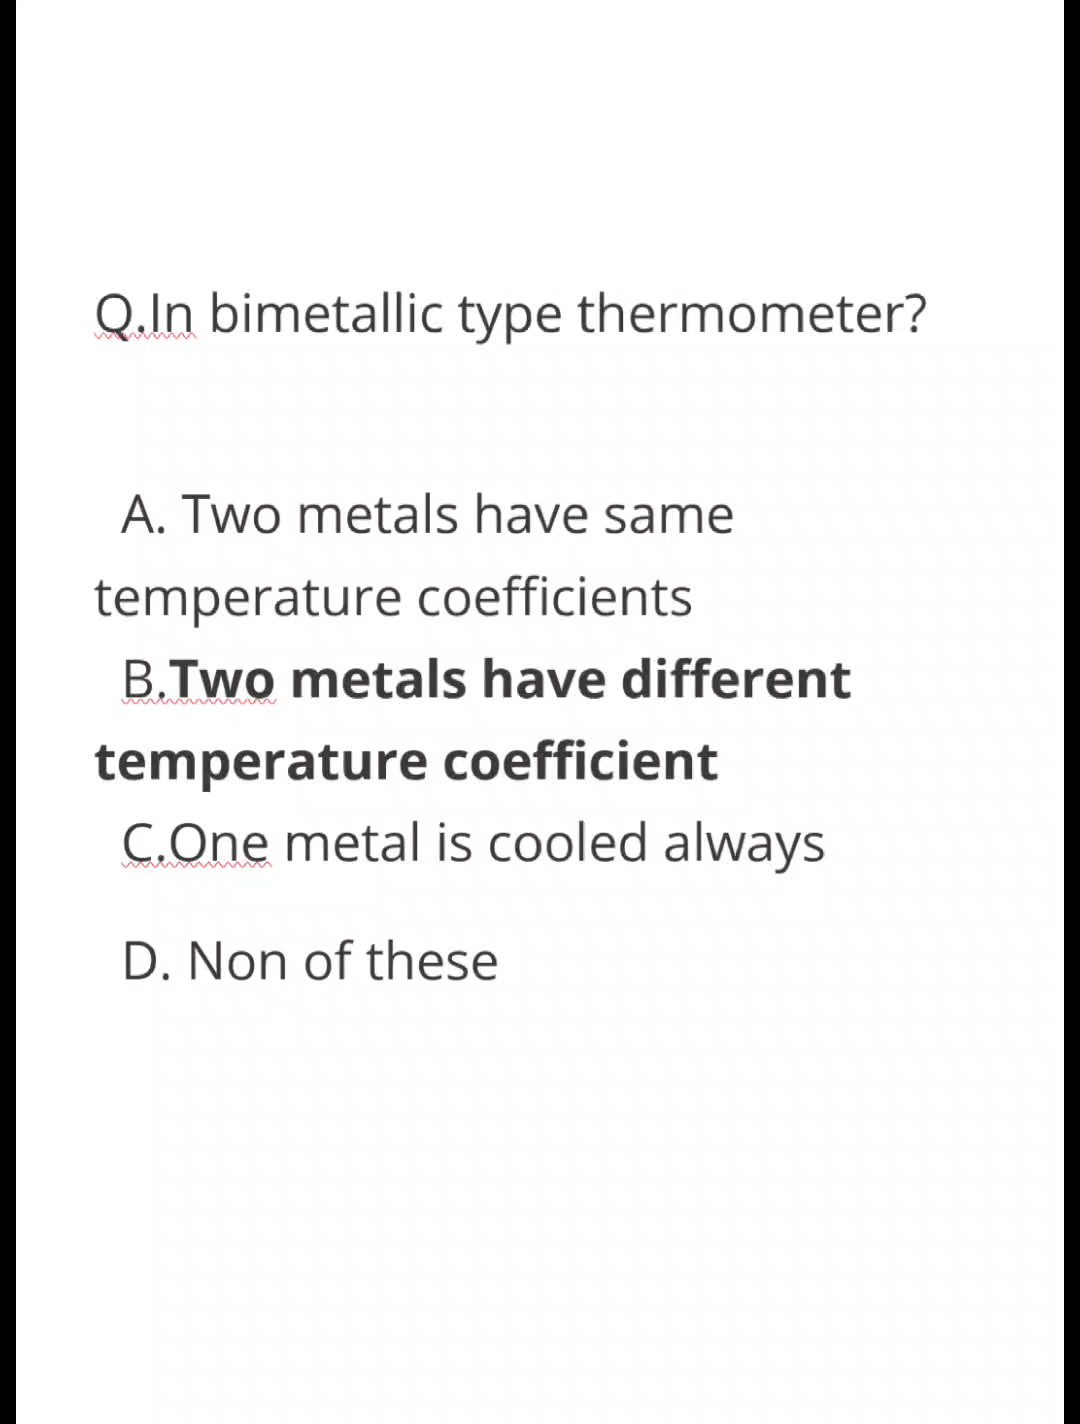 Q.In bimetallic type thermometer?
A. Two metals have same
temperature coefficients
B.Two metals have different
temperature coefficient
C.One metal is cooled always
D. Non of these